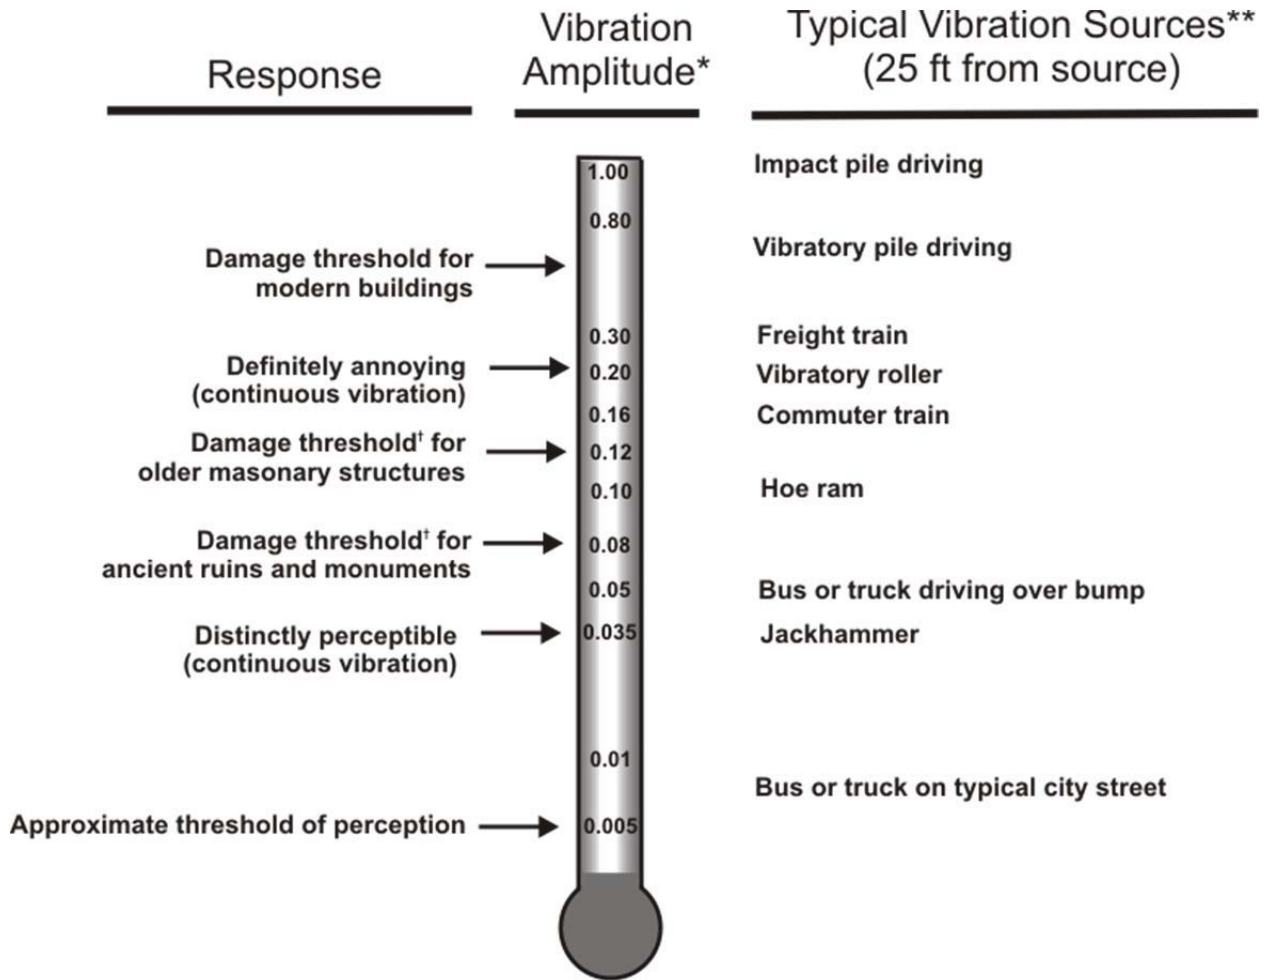 Response
Vibration
Amplitude*
Typical Vibration Sources**
(25 ft from source)
1.00
Impact pile driving
0.80
Damage threshold for
modern buildings
Vibratory pile driving
0.30
Freight train
Definitely annoying
(continuous vibration)
0.20
Vibratory roller
0.16
Commuter train
Damage threshold† for
older masonary structures
0.12
0.10
Hoe ram
Damage threshold† for
ancient ruins and monuments
0.08
0.05
Bus or truck driving over bump
Distinctly perceptible
(continuous vibration)
0.035
Jackhammer
0.01
Bus or truck on typical city street
Approximate threshold of perception
0.005